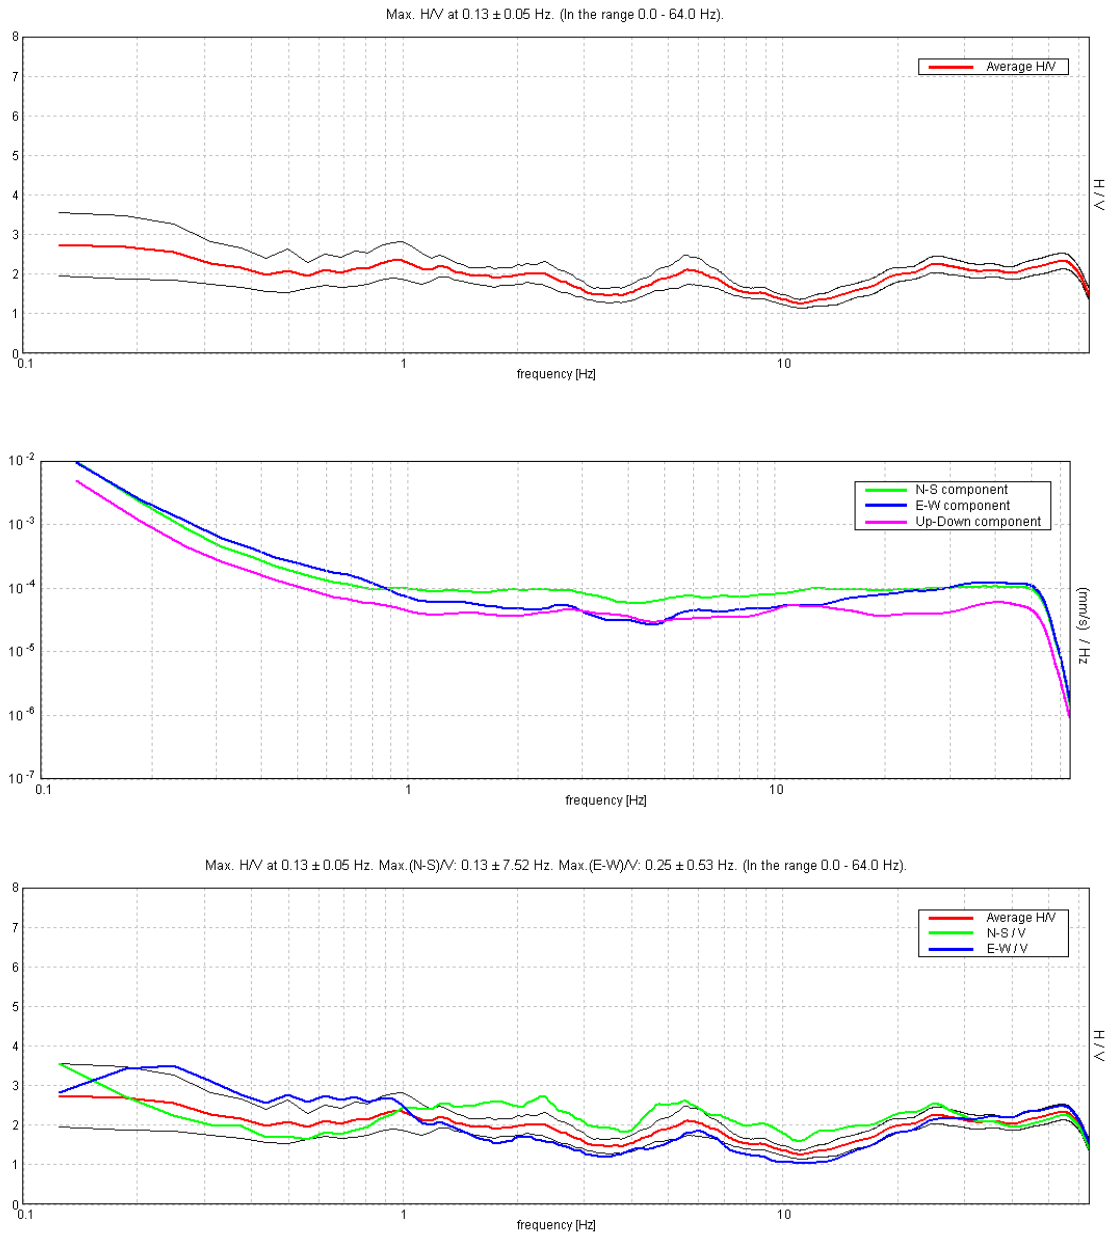 Max. H/V at 0.13 ± 0.05 Hz. (In the range 0.0 - 64.0 Hz).
8
7
6
5
4
3
2
1
0
Average H/V
H / V
0.1 1 10
frequency [Hz]
10-2
10-3
10-4
10-5
10-6
10-7
N-S component
E-W component
Up-Down component
(mm/s) / Hz
0.1 1 10
frequency [Hz]
Max. H/V at 0.13 ± 0.05 Hz. Max.(N-S)/V: 0.13 ± 7.52 Hz. Max.(E-W)/V: 0.25 ± 0.53 Hz. (In the range 0.0 - 64.0 Hz).
8
7
6
5
4
3
2
1
0
Average H/V
N-S / V
E-W / V
H / V
0.1 1 10
frequency [Hz]